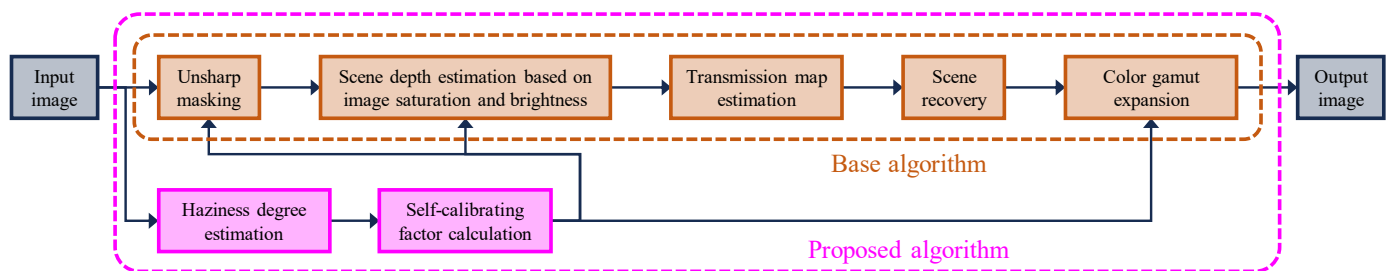 Input
image
Unsharp
masking
Scene depth estimation based on
image saturation and brightness
Transmission map
estimation
Scene
recovery
Color gamut
expansion
Output
image
Base algorithm
Haziness degree
estimation
Self-calibrating
factor calculation
Proposed algorithm